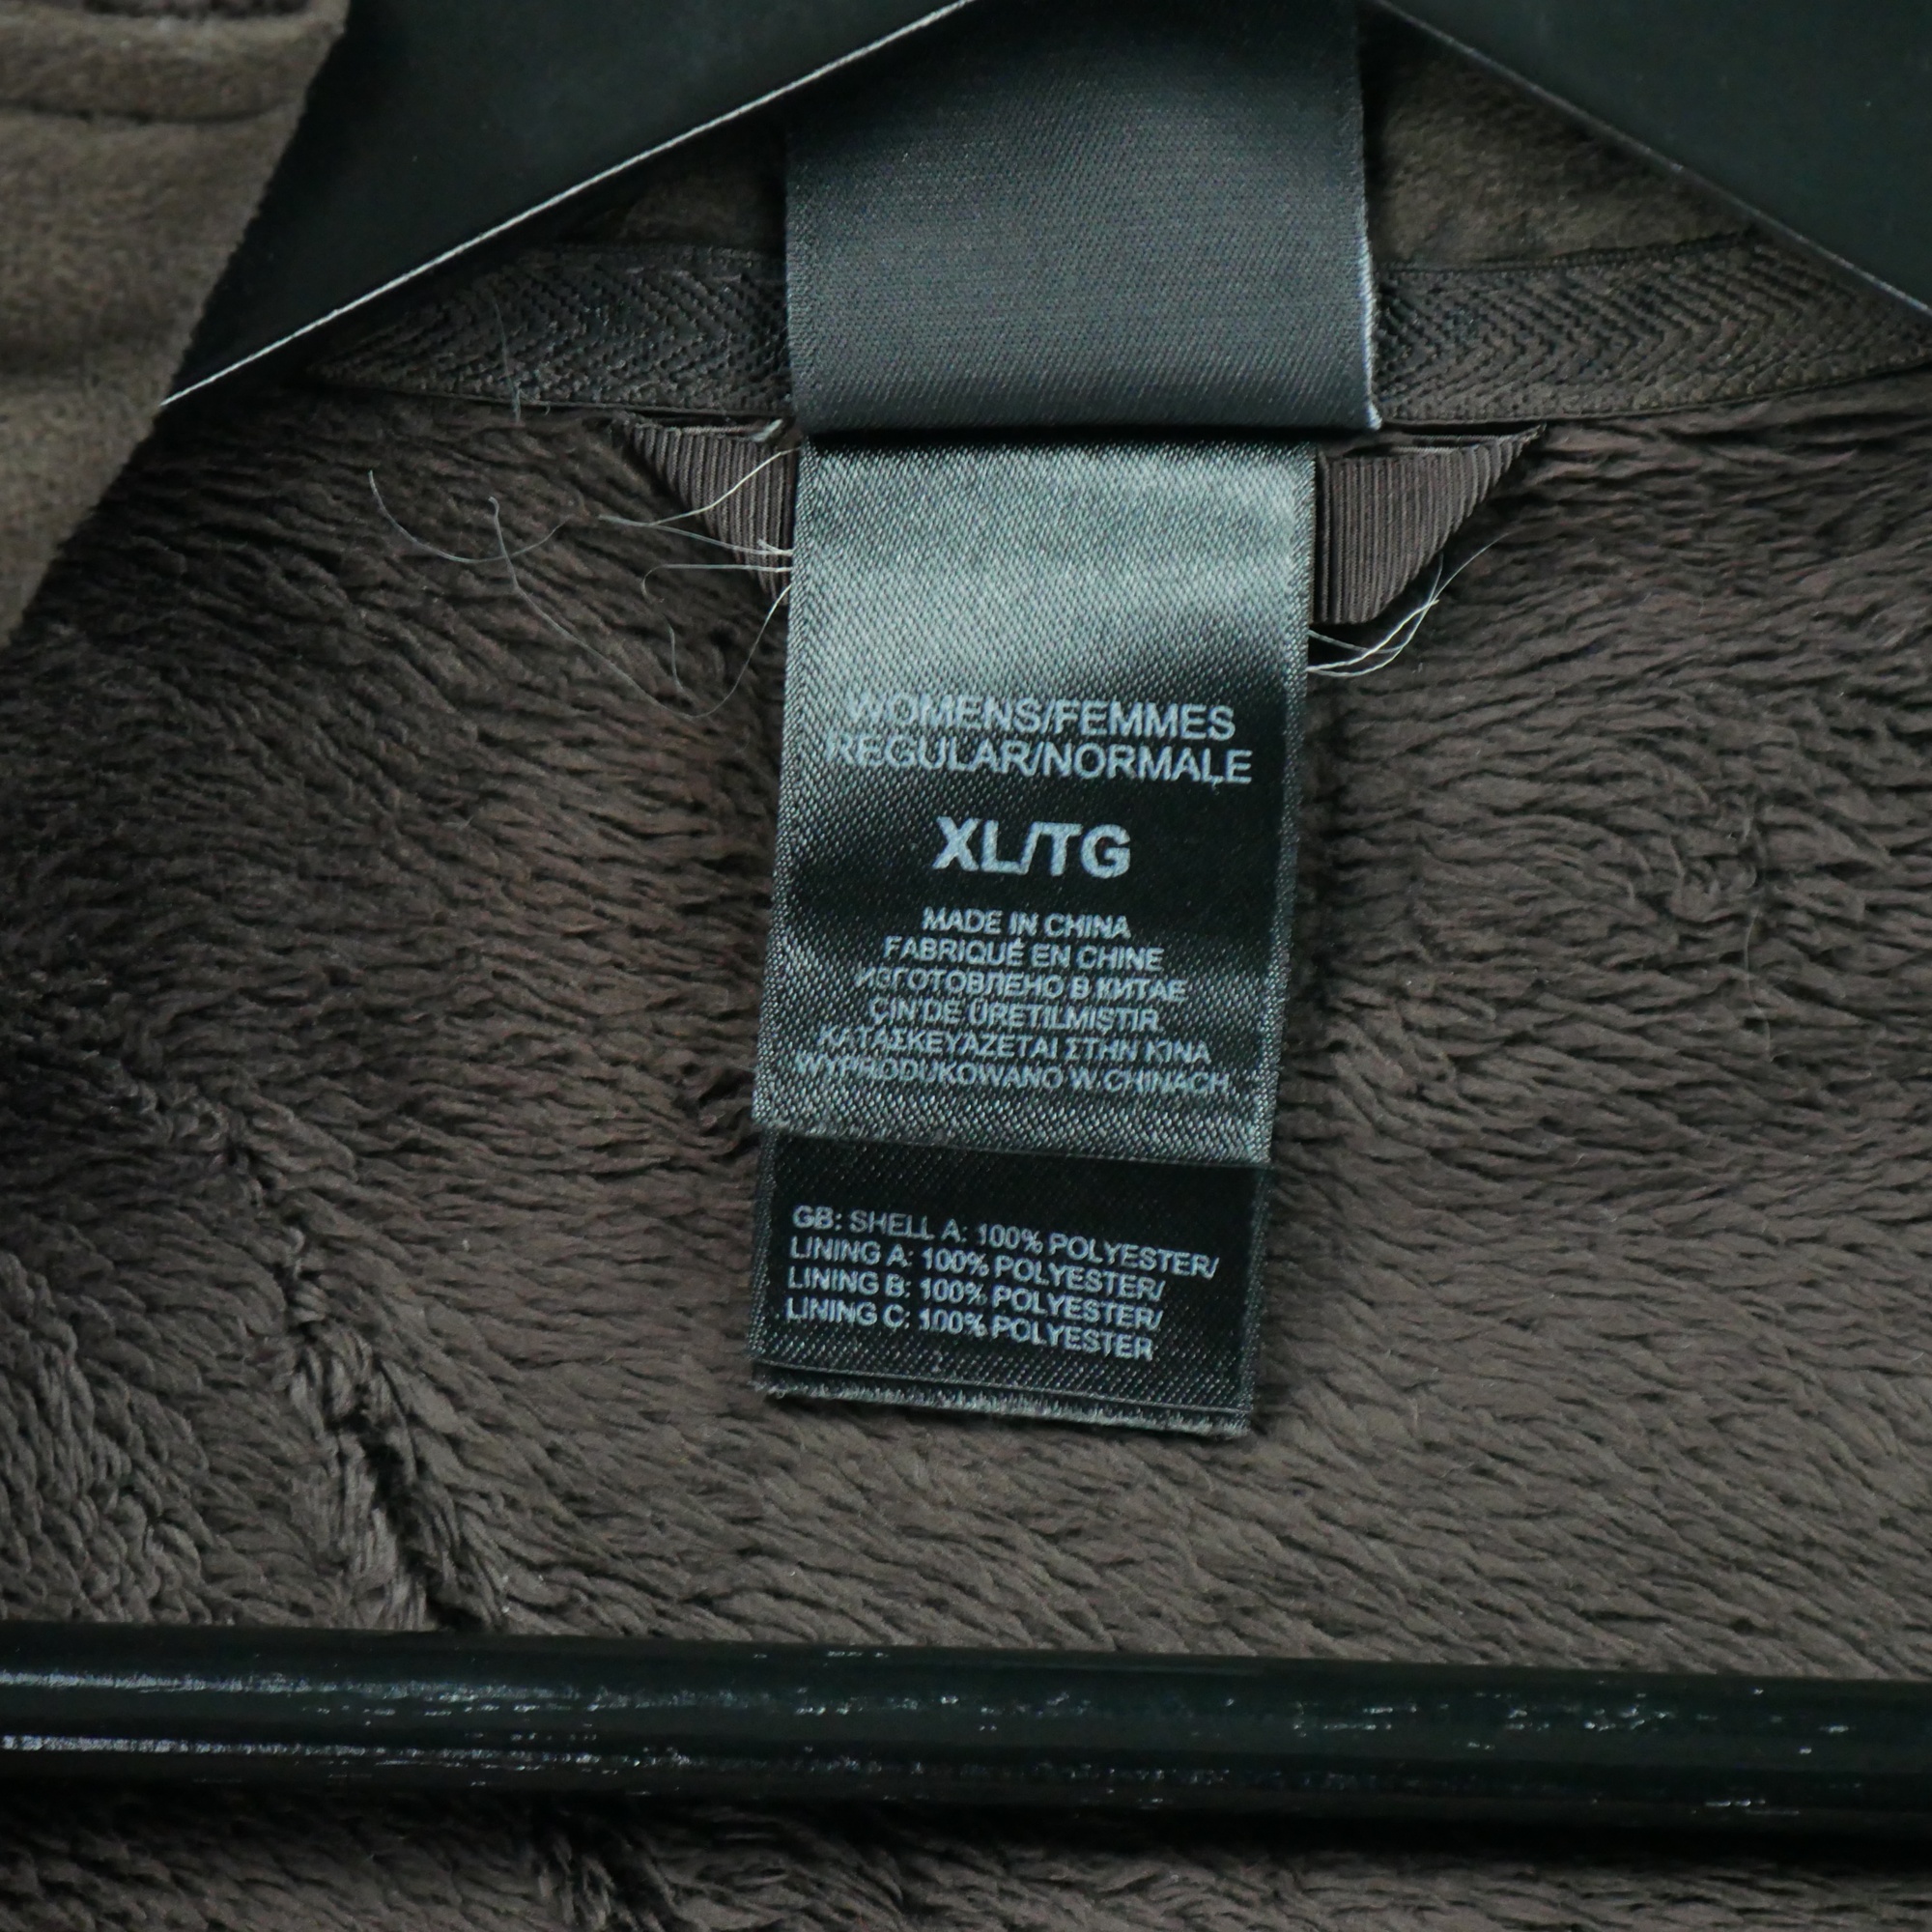 WOMENS/FEMMES
REGULAR/NORMALE
XL/TG
MADE IN CHINA
FABRIQUÉ EN CHINE
ИЗГОТОВЛЕНО В КИТАЕ
ÇIN'DE ÜRETILMIŞTIR
ΚΑΤΑΣΚΕΥΑΖΕΤΑΙ ΣΤΗΝ ΚΙΝΑ
WYPRODUKOWANO W CHINACH
GB: SHELL A: 100% POLYESTER/
LINING A: 100% POLYESTER/
LINING B: 100% POLYESTER/
LINING C: 100% POLYESTER
2